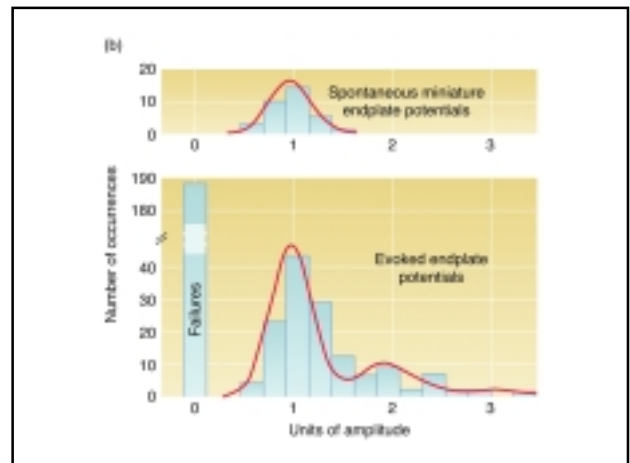 (b)
20
10
0
Spontaneous miniature
endplate potentials
0 1 2 3
Number of occurrences
190
180
40
30
20
10
0
Failures
Evoked endplate
potentials
0 1 2 3
Units of amplitude